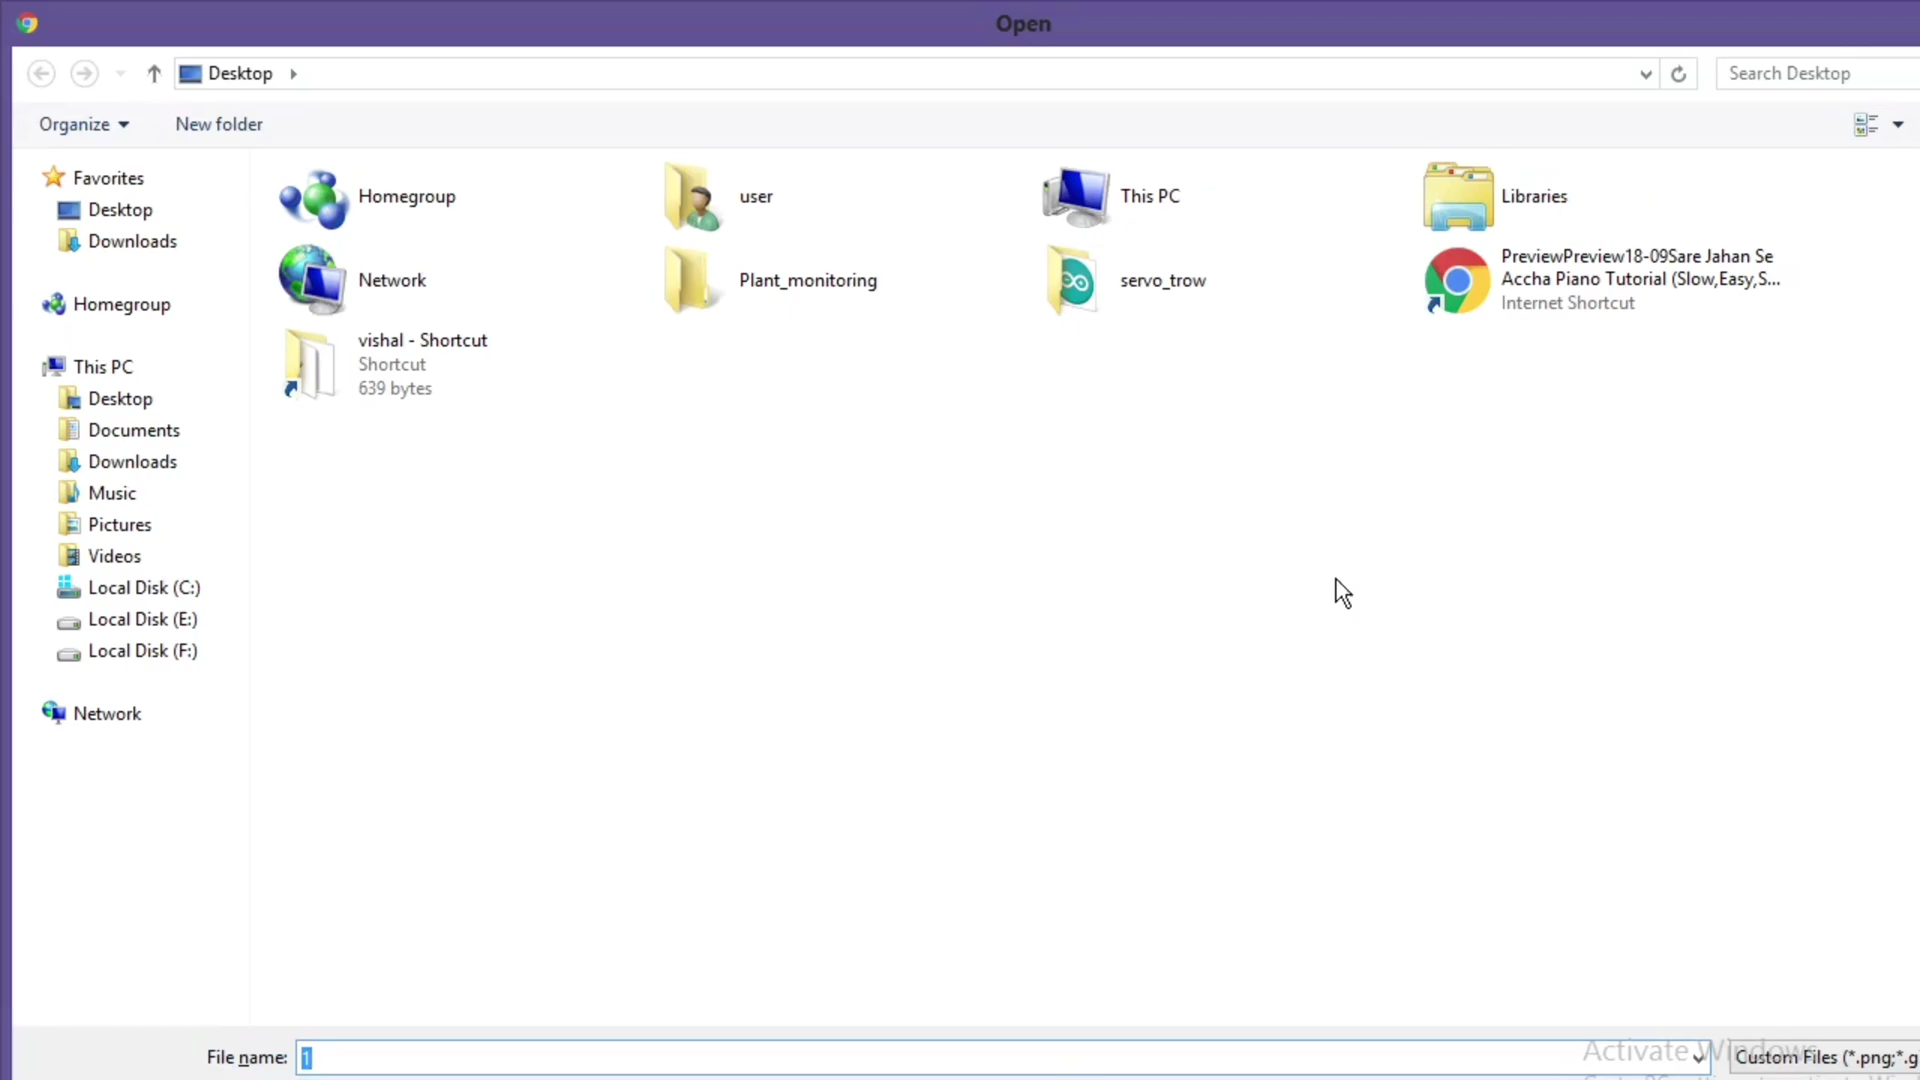 Open
Desktop
Search Desktop
Organize
New folder
Favorites
Desktop
Downloads
Homegroup
This PC
Desktop
Documents
Downloads
Music
Pictures
Videos
Local Disk (C:)
Local Disk (E:)
Local Disk (F:)
Network
Homegroup
user
This PC
Libraries
Network
Plant_monitoring
servo_trow
PreviewPreview18-09Sare Jahan Se
Accha Piano Tutorial (Slow,Easy,S...
Internet Shortcut
vishal - Shortcut
Shortcut
639 bytes
File name:
1
Activate Windows
Custom Files (*.png;*.g